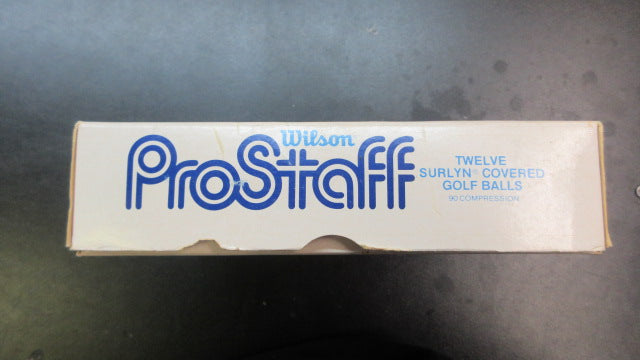 Wilson
ProStaff
TWELVE
SURLYN® COVERED
GOLF BALLS
90 COMPRESSION